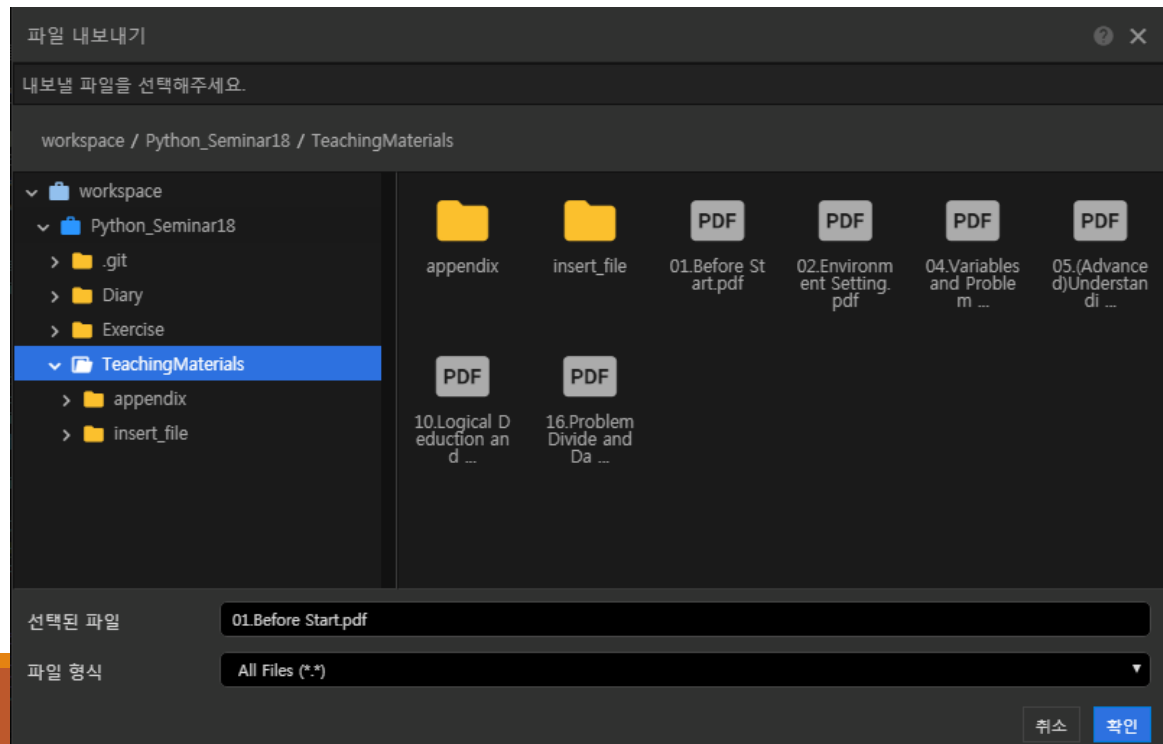 파일 내보내기
내보낼 파일을 선택해주세요.
workspace / Python_Seminar18 / TeachingMaterials
workspace
Python_Seminar18
.git
Diary
Exercise
TeachingMaterials
appendix
insert_file
appendix
insert_file
PDF
01.Before St
art.pdf
PDF
02.Environm
ent Setting.
pdf
PDF
04.Variables
and Proble
m ...
PDF
05.(Advance
d)Understan
di ...
PDF
10.Logical D
eduction an
d ...
PDF
16.Problem
Divide and
Da ...
선택된 파일
01.Before Start.pdf
파일 형식
All Files (*.*)
취소
확인